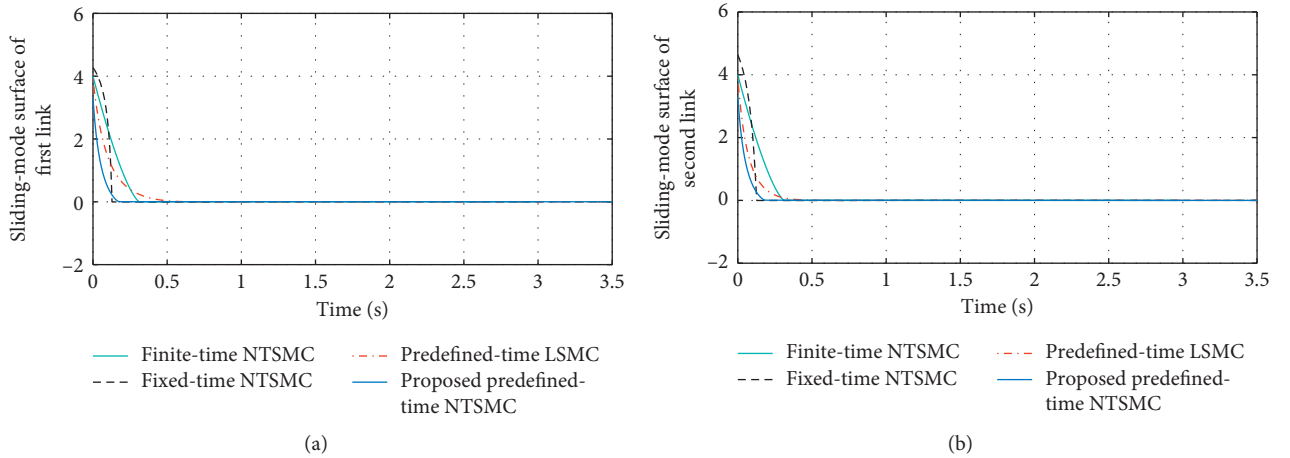 Sliding-mode surface of
first link
6
4
2
0
−2
0
0.5
1
1.5
2
2.5
3
3.5
Time (s)
Finite-time NTSMC
Fixed-time NTSMC
Predefined-time LSMC
Proposed predefined-
time NTSMC
(a)
Sliding-mode surface of
second link
6
4
2
0
−2
0
0.5
1
1.5
2
2.5
3
3.5
Time (s)
Finite-time NTSMC
Fixed-time NTSMC
Predefined-time LSMC
Proposed predefined-
time NTSMC
(b)